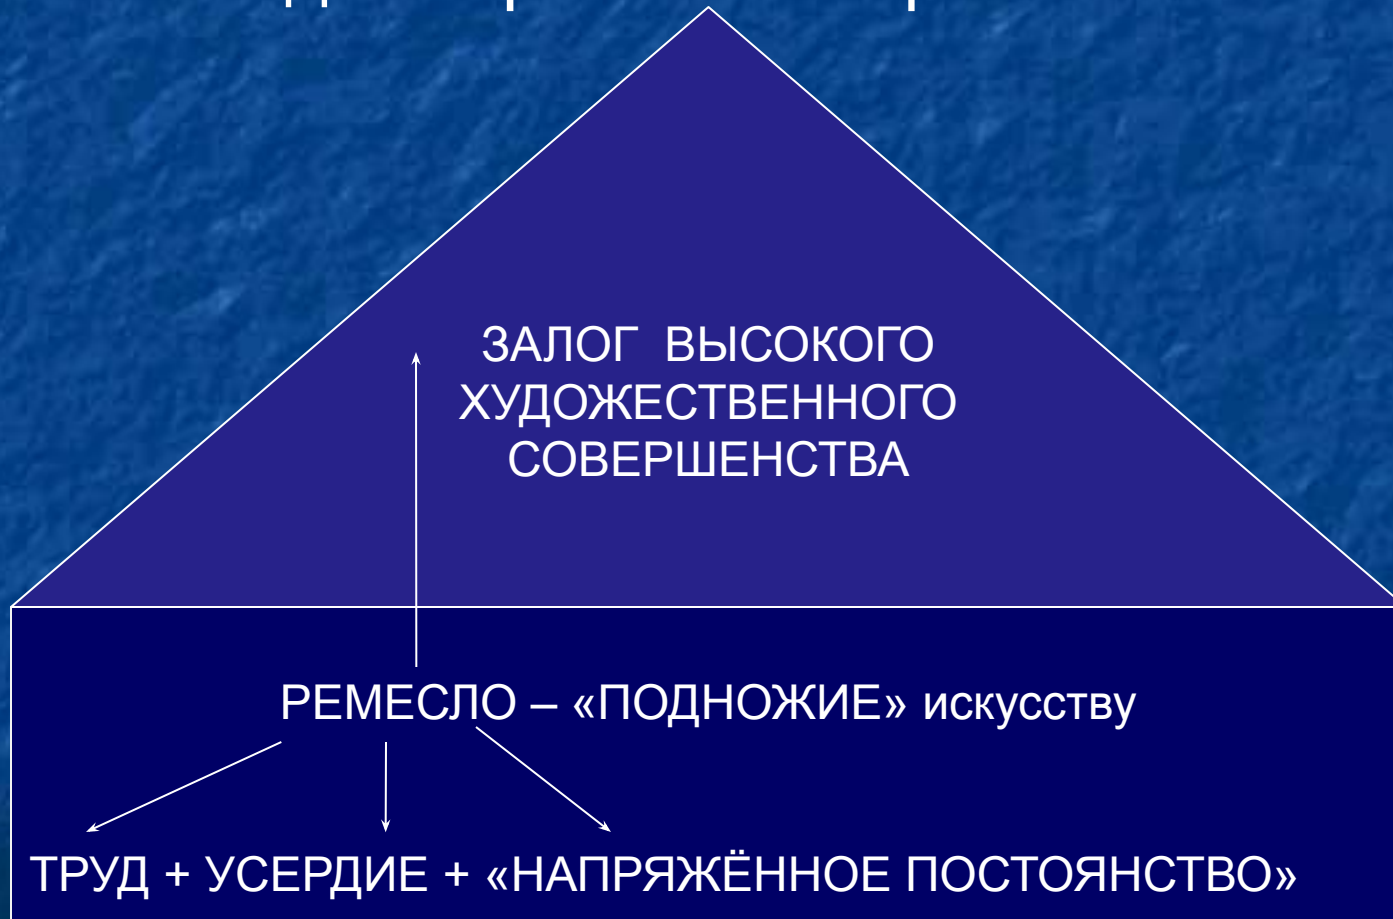 ЗАЛОГ ВЫСОКОГО
ХУДОЖЕСТВЕННОГО
СОВЕРШЕНСТВА
РЕМЕСЛО – «ПОДНОЖИЕ» искусству
ТРУД + УСЕРДИЕ + «НАПРЯЖЁННОЕ ПОСТОЯНСТВО»